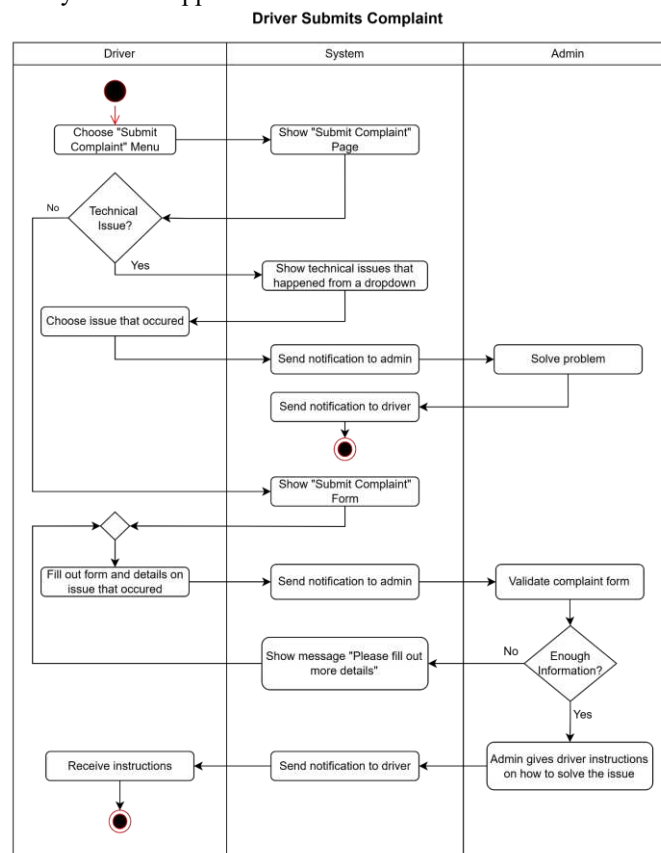 Driver Submits Complaint
Driver
System
Admin
Choose "Submit
Complaint" Menu
Show "Submit Complaint"
Page
No
Technical
Issue?
Yes
Show technical issues that
happened from a dropdown
Choose issue that occured
Send notification to admin
Solve problem
Send notification to driver
Show "Submit Complaint"
Form
Fill out form and details on
issue that occured
Send notification to admin
Validate complaint form
Show message "Please fill out
more details"
No
Enough
Information?
Yes
Receive instructions
Send notification to driver
Admin gives driver instructions
on how to solve the issue